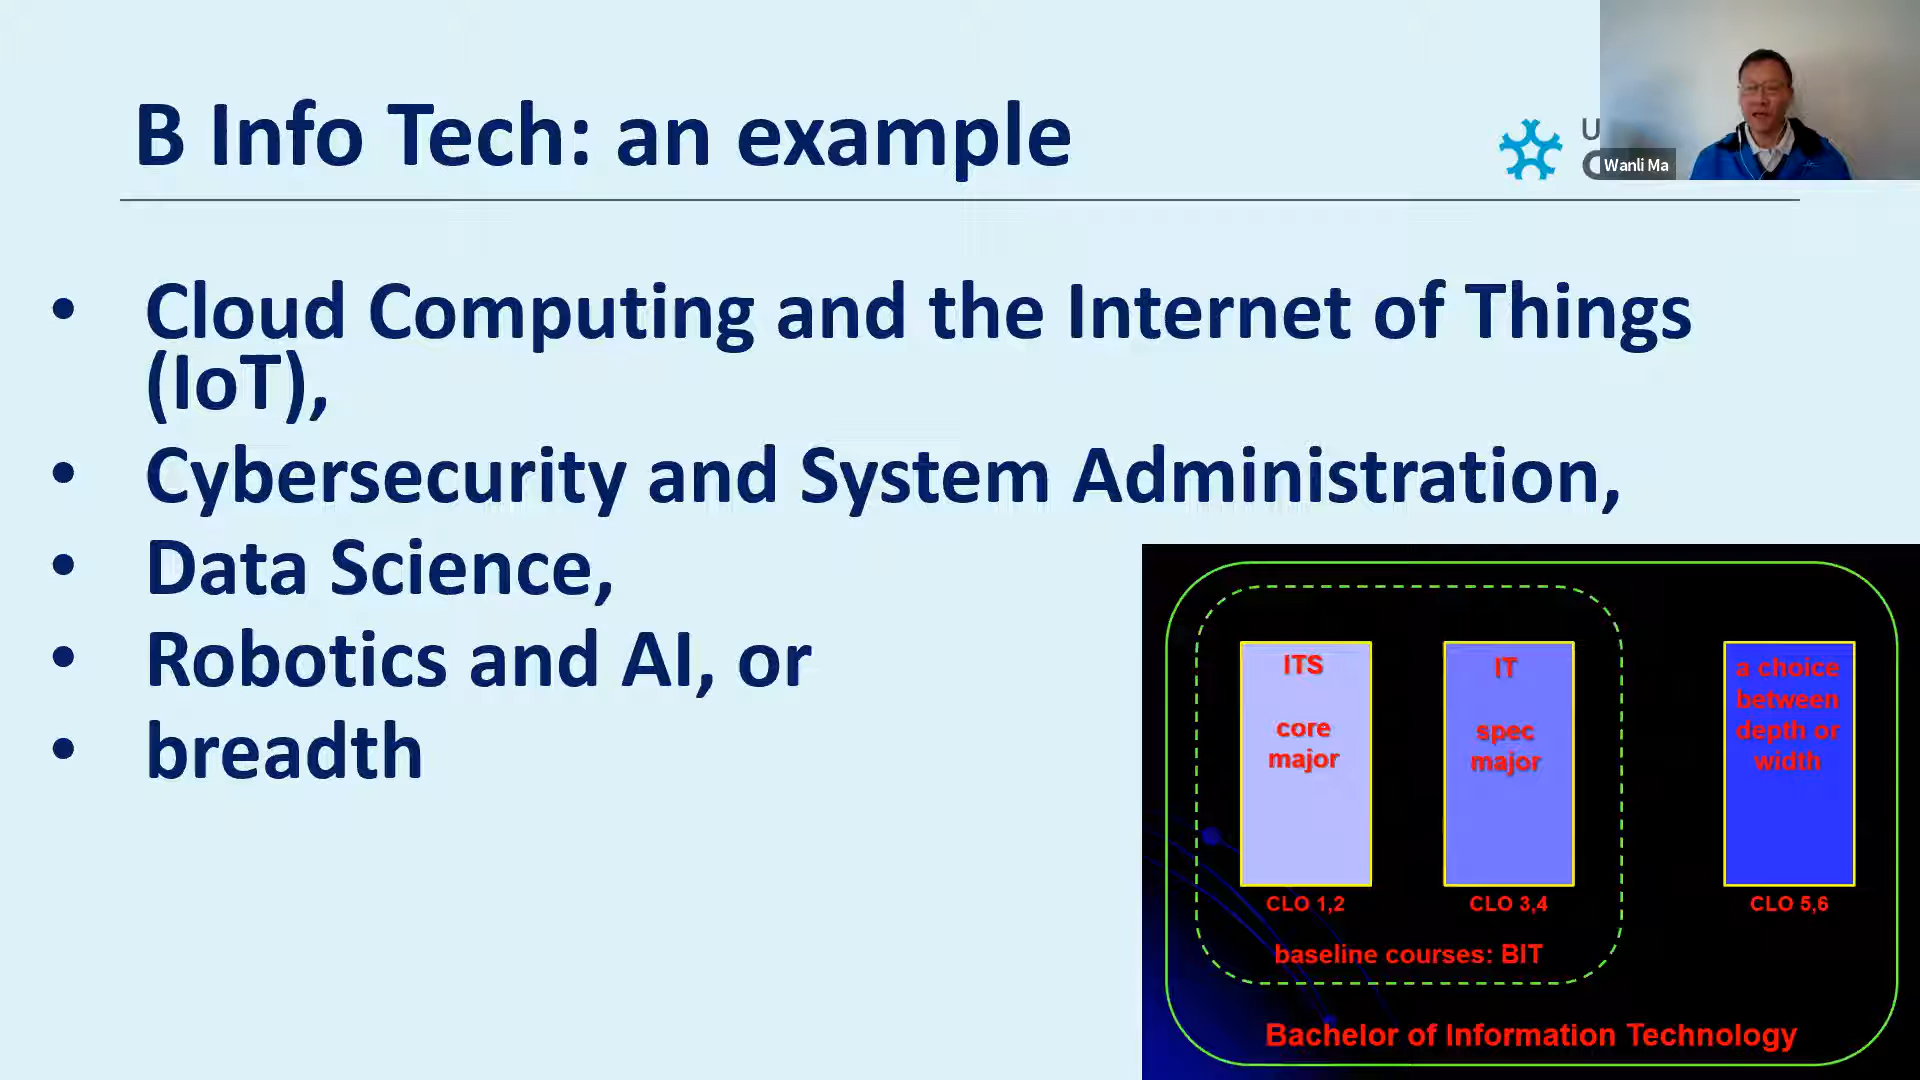 B Info Tech: an example
U
Wanli Ma
• Cloud Computing and the Internet of Things
(IoT),
• Cybersecurity and System Administration,
• Data Science,
• Robotics and AI, or
• breadth
ITS
core
major
CLO 1,2
IT
spec
major
CLO 3,4
a choice
between
depth or
width
CLO 5,6
baseline courses: BIT
Bachelor of Information Technology